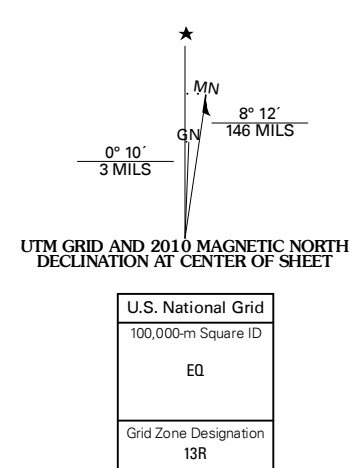 ★
MN
8° 12´
146 MILS
GN
0° 10´
3 MILS
UTM GRID AND 2010 MAGNETIC NORTH
DECLINATION AT CENTER OF SHEET
U.S. National Grid
100,000-m Square ID
EQ
Grid Zone Designation
13R